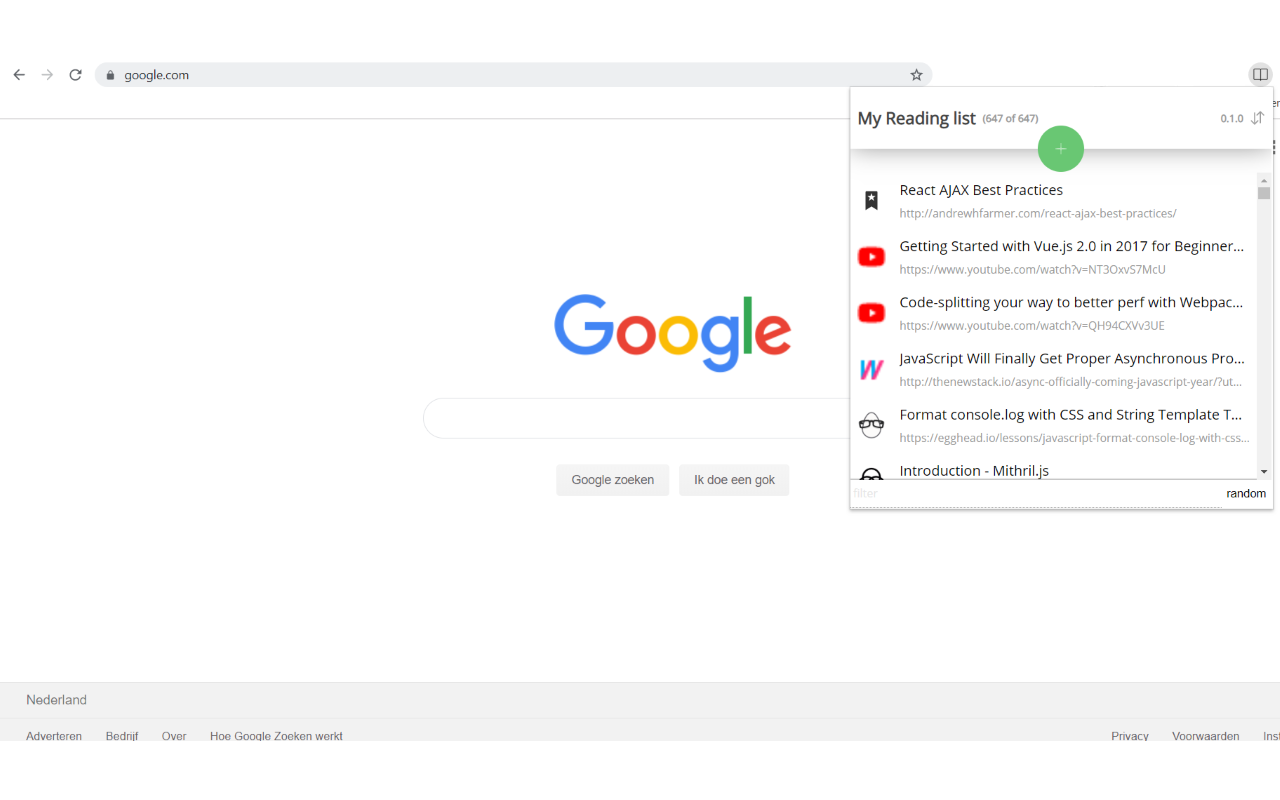 google.com
My Reading list (647 of 647) 0.1.0
React AJAX Best Practices
http://andrewhfarmer.com/react-ajax-best-practices/
Getting Started with Vue.js 2.0 in 2017 for Beginner...
https://www.youtube.com/watch?v=NT3OxvS7McU
Code-splitting your way to better perf with Webpac...
https://www.youtube.com/watch?v=QH94CXVv3UE
JavaScript Will Finally Get Proper Asynchronous Pro...
http://thenewstack.io/async-officially-coming-javascript-year/?ut...
Format console.log with CSS and String Template T...
https://egghead.io/lessons/javascript-format-console-log-with-css...
Introduction - Mithril.js
filter random
Google
Google zoeken Ik doe een gok
Nederland
Adverteren Bedrijf Over Hoe Google Zoeken werkt Privacy Voorwaarden Inst